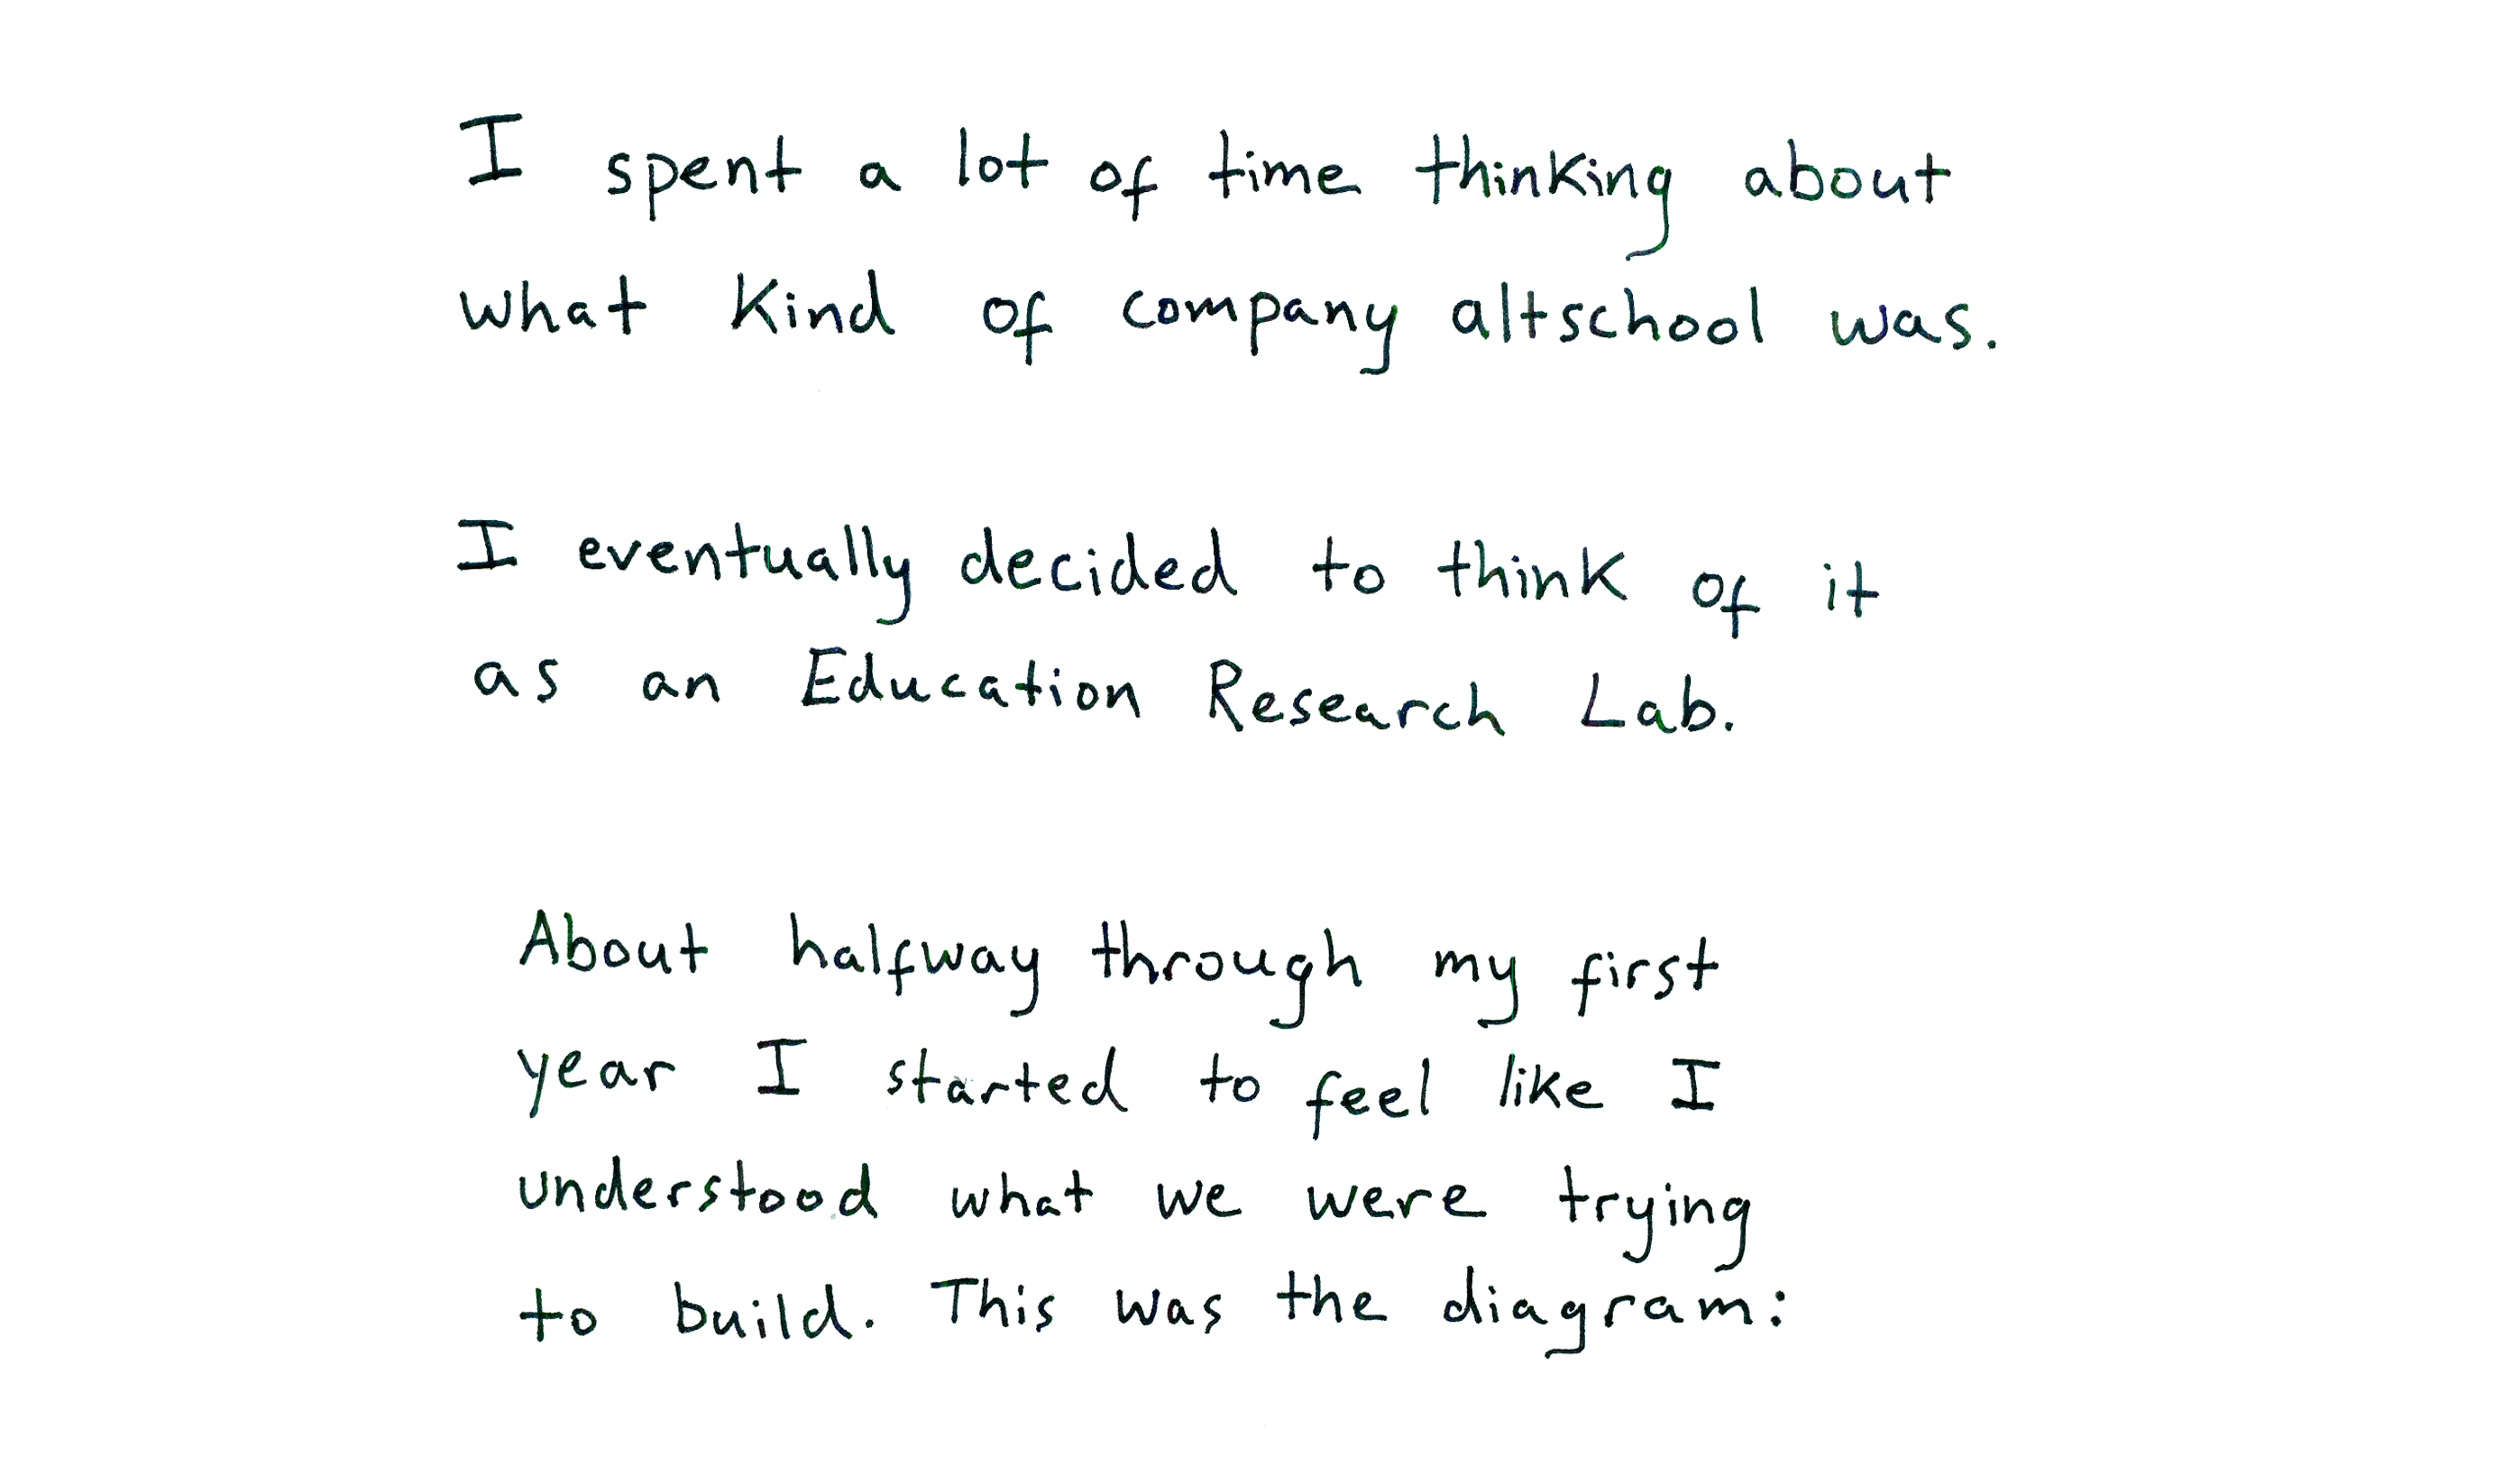 I spent a lot of time thinking about
what kind of company altschool was.
I eventually decided to think of it
as an Education Research Lab.
About halfway through my first
year I started to feel like I
understood what we were trying
to build. This was the diagram: